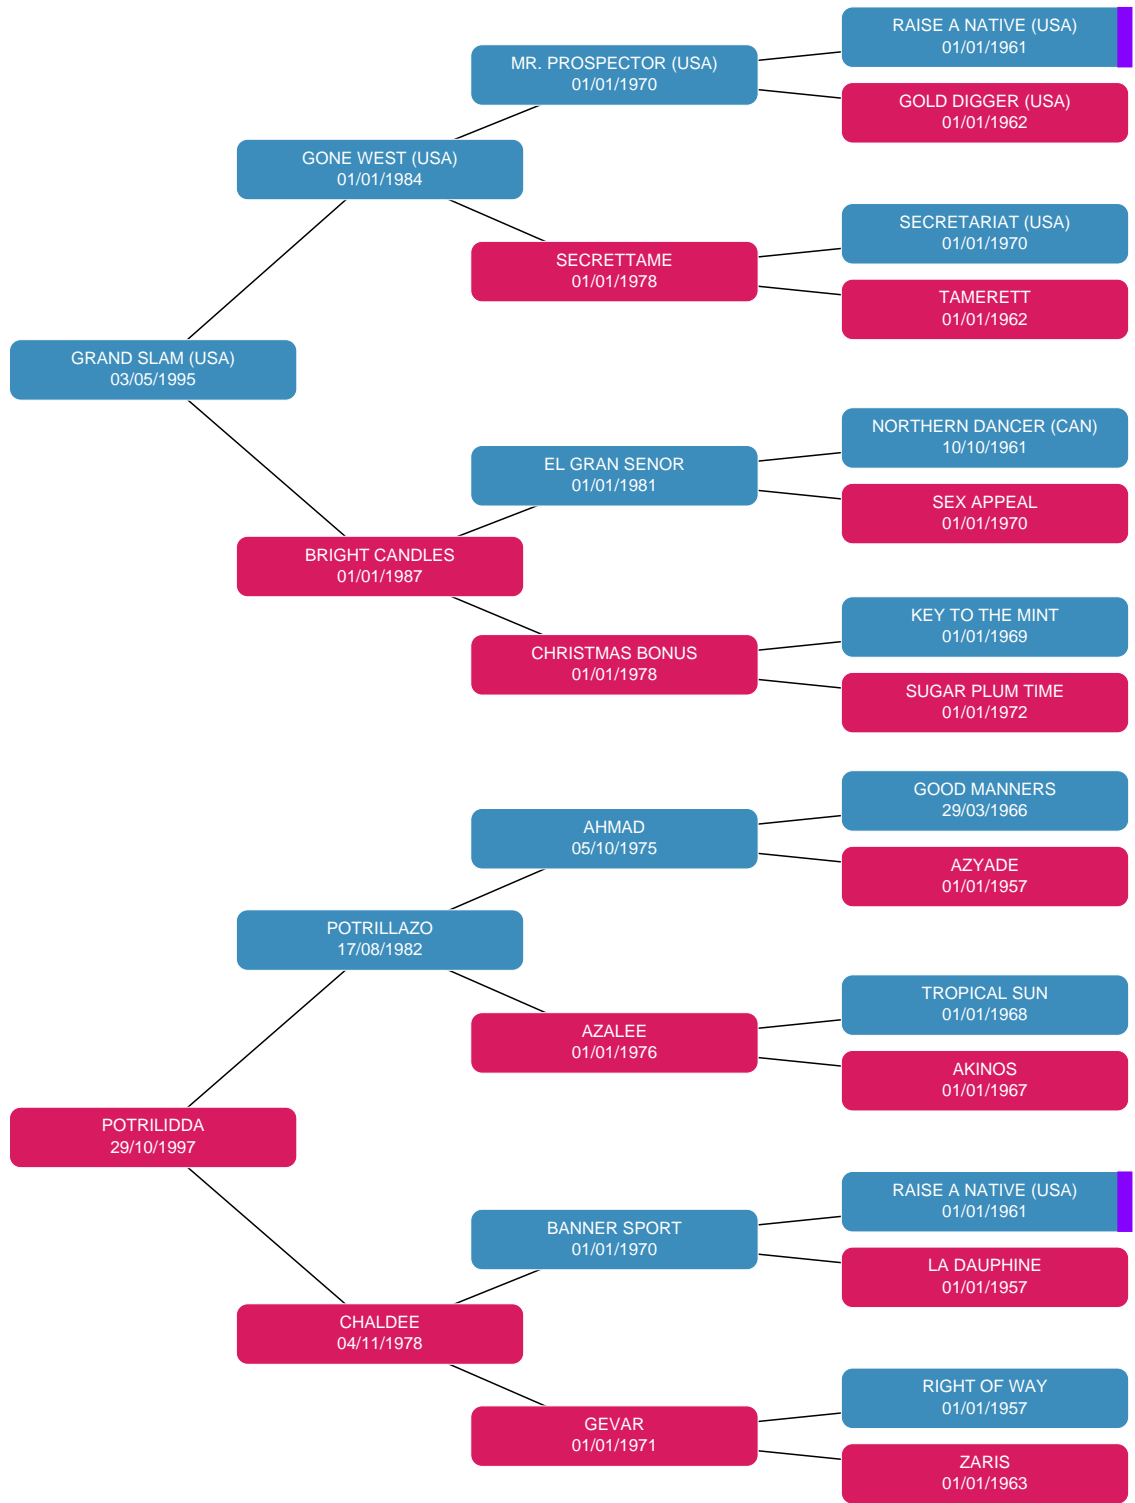 RAISE A NATIVE (USA)
01/01/1961
MR. PROSPECTOR (USA)
01/01/1970
GOLD DIGGER (USA)
01/01/1962
GONE WEST (USA)
01/01/1984
SECRETARIAT (USA)
01/01/1970
SECRETTAME
01/01/1978
TAMERETT
01/01/1962
GRAND SLAM (USA)
03/05/1995
NORTHERN DANCER (CAN)
10/10/1961
EL GRAN SENOR
01/01/1981
SEX APPEAL
01/01/1970
BRIGHT CANDLES
01/01/1987
KEY TO THE MINT
01/01/1969
CHRISTMAS BONUS
01/01/1978
SUGAR PLUM TIME
01/01/1972
GOOD MANNERS
29/03/1966
AHMAD
05/10/1975
AZYADE
01/01/1957
POTRILLAZO
17/08/1982
TROPICAL SUN
01/01/1968
AZALEE
01/01/1976
AKINOS
01/01/1967
POTRILIDDA
29/10/1997
RAISE A NATIVE (USA)
01/01/1961
BANNER SPORT
01/01/1970
LA DAUPHINE
01/01/1957
CHALDEE
04/11/1978
RIGHT OF WAY
01/01/1957
GEVAR
01/01/1971
ZARIS
01/01/1963